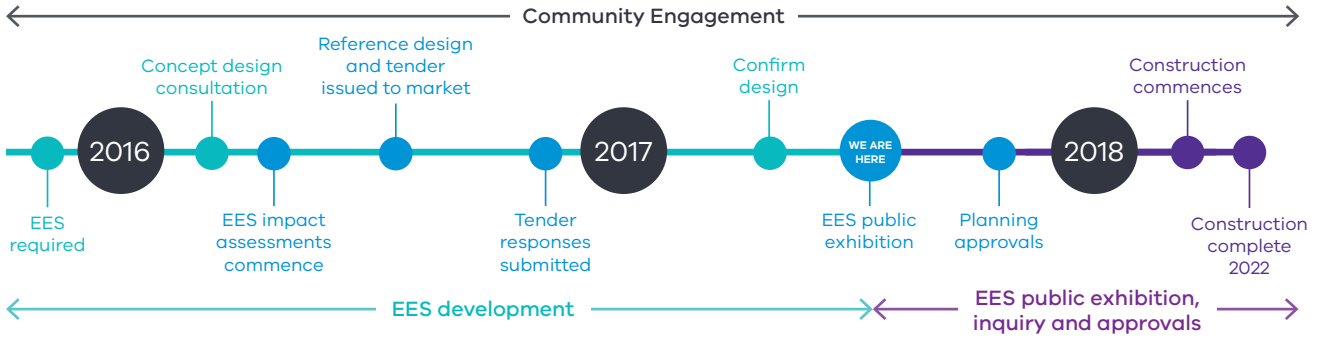 Community Engagement
Reference design
and tender
issued to market
Concept design
consultation
Confirm
design
Construction
commences
2016
2017
WE ARE
HERE
2018
EES
required
EES impact
assessments
commence
Tender
responses
submitted
EES public
exhibition
Planning
approvals
Construction
complete
2022
EES development
EES public exhibition,
inquiry and approvals